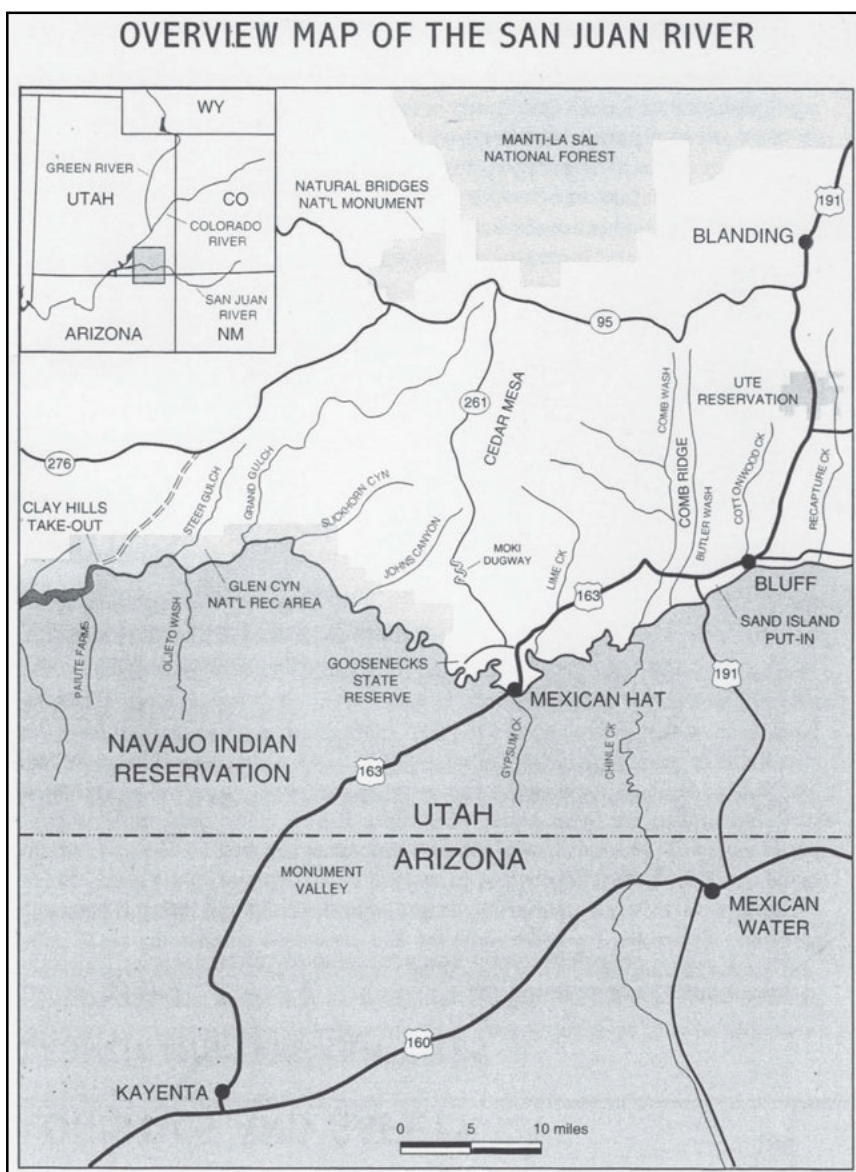 OVERVIEW MAP OF THE SAN JUAN RIVER
WY
GREEN RIVER
UTAH
CO
COLORADO
RIVER
SAN JUAN
RIVER
ARIZONA
NM
MANTI-LA SAL
NATIONAL FOREST
NATURAL BRIDGES
NAT'L MONUMENT
191
BLANDING
95
261
CEDAR MESA
COMB WASH
UTE
RESERVATION
276
STEER GULCH
GRAND GULCH
SLICKHORN CYN
COMB RIDGE
BUTLER WASH
COTTONWOOD CK
RECAPTURE CK
CLAY HILLS
TAKE-OUT
JOHNS CANYON
MOKI
DUGWAY
LIME CK
163
BLUFF
GLEN CYN
NAT'L REC AREA
SAND ISLAND
PUT-IN
PAIUTE FARMS
OLJETO WASH
GOOSENECKS
STATE
RESERVE
191
MEXICAN HAT
NAVAJO INDIAN
RESERVATION
GYPSUM CK
CHINLE CK
163
UTAH
ARIZONA
MONUMENT
VALLEY
MEXICAN
WATER
160
KAYENTA
0 5 10 miles